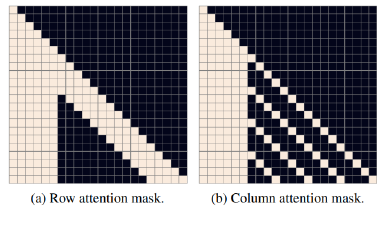 (a) Row attention mask.
(b) Column attention mask.